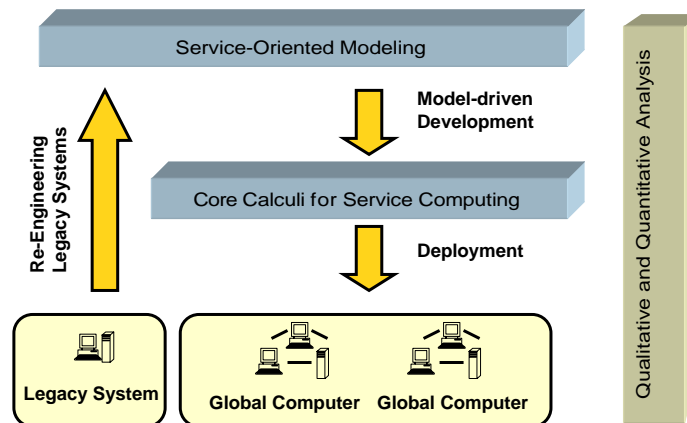 Service-Oriented Modeling
Model-driven
Development
Re-Engineering
Legacy Systems
Core Calculi for Service Computing
Deployment
Legacy System
Global Computer
Global Computer
Qualitative and Quantitative Analysis